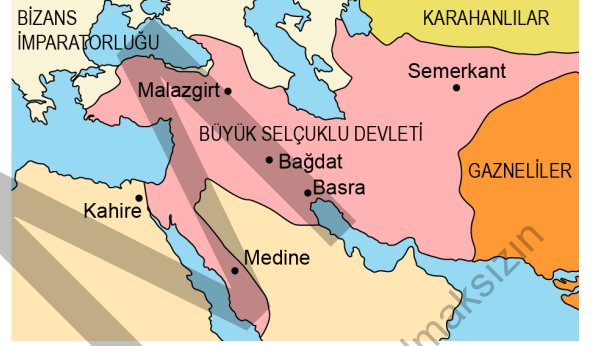 BİZANS
İMPARATORLUĞU
KARAHANLILAR
Semerkant
Malazgirt
BÜYÜK SELÇUKLU DEVLETİ
Bağdat
GAZNELİLER
Basra
Kahire
Medine